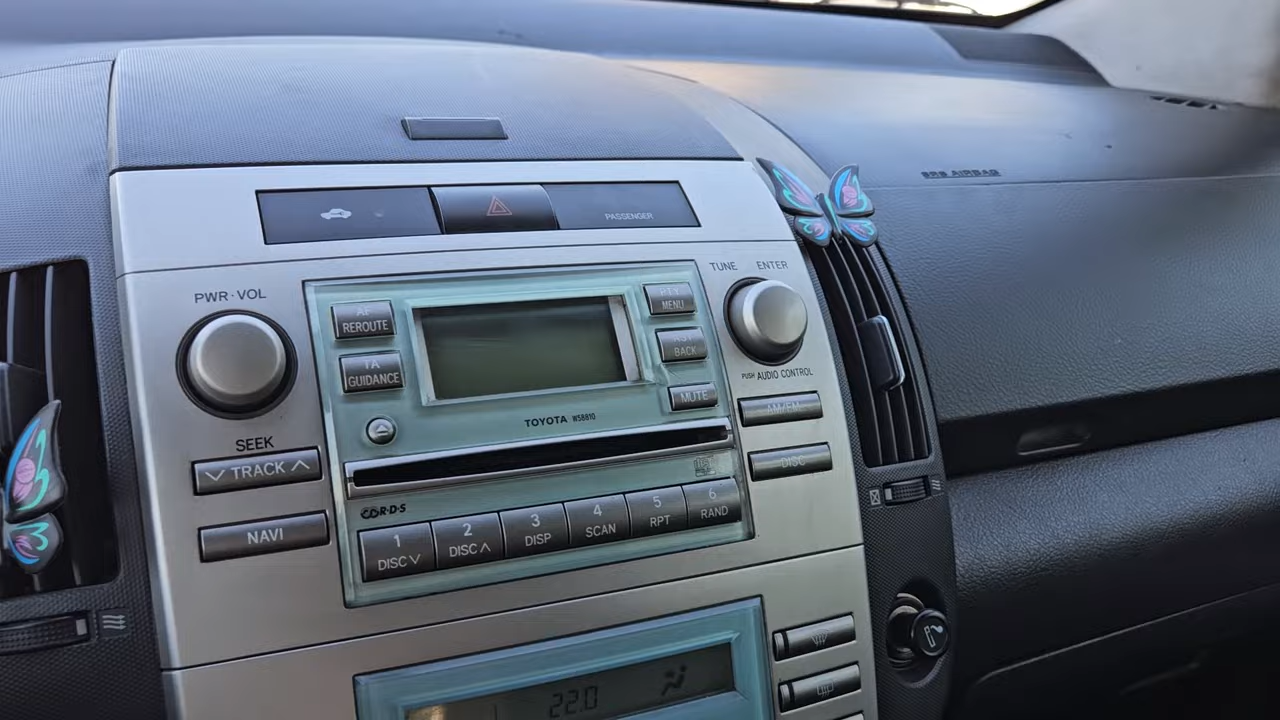 SRS AIRBAG
PASSENGER
PWR·VOL
TUNE ENTER
AF
REROUTE
PTY
MENU
TA
GUIDANCE
AST
BACK
PUSH AUDIO CONTROL
MUTE
AM/FM
TOYOTA W58810
SEEK
TRACK
DISC
R·D·S
NAVI
1
DISC
2
DISC
3
DISP
4
SCAN
5
RPT
6
RAND
22.0